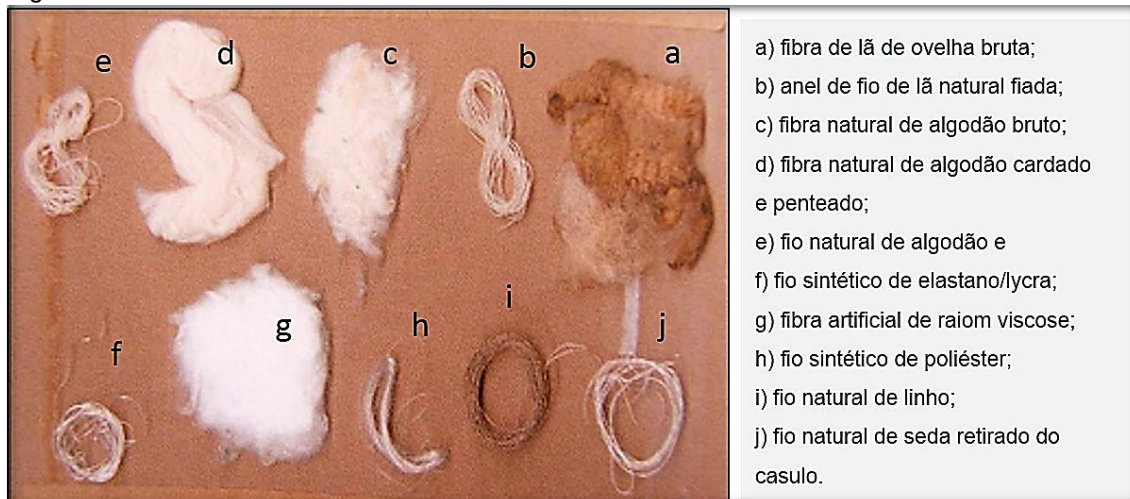 e
d
c
b
a
f
g
h
i
j
a) fibra de lã de ovelha bruta;
b) anel de fio de lã natural fiada;
c) fibra natural de algodão bruto;
d) fibra natural de algodão cardado
e penteado;
e) fio natural de algodão e
f) fio sintético de elastano/lycra;
g) fibra artificial de raiom viscose;
h) fio sintético de poliéster;
i) fio natural de linho;
j) fio natural de seda retirado do
casulo.